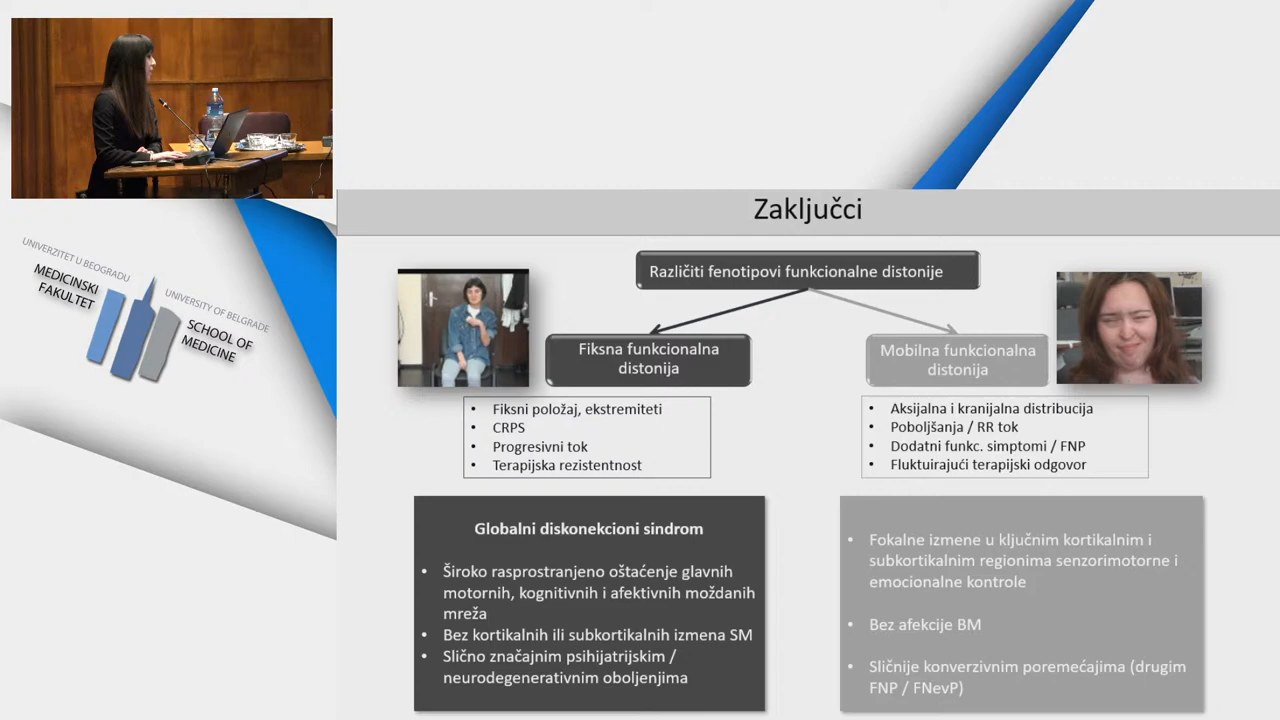 UNIVERZITET U BEOGRADU
MEDICINSKI
FAKULTET
UNIVERSITY OF BELGRADE
SCHOOL OF
MEDICINE
Zaključci
Različiti fenotipovi funkcionalne distonije
Fiksna funkcionalna
distonija
• Fiksni položaj, ekstremiteti
• CRPS
• Progresivni tok
• Terapijska rezistentnost
Globalni diskonekcioni sindrom
• Široko rasprostranjeno oštaćenje glavnih
motornih, kognitivnih i afektivnih moždanih
mreža
• Bez kortikalnih ili subkortikalnih izmena SM
• Slično značajnim psihijatrijskim /
neurodegenerativnim oboljenjima
Mobilna funkcionalna
distonija
• Aksijalna i kranijalna distribucija
• Poboljšanja / RR tok
• Dodatni funkc. simptomi / FNP
• Fluktuirajući terapijski odgovor
• Fokalne izmene u ključnim kortikalnim i
subkortikalnim regionima senzorimotorne i
emocionalne kontrole
• Bez afekcije BM
• Sličnije konverzivnim poremećajima (drugim
FNP / FNevP)